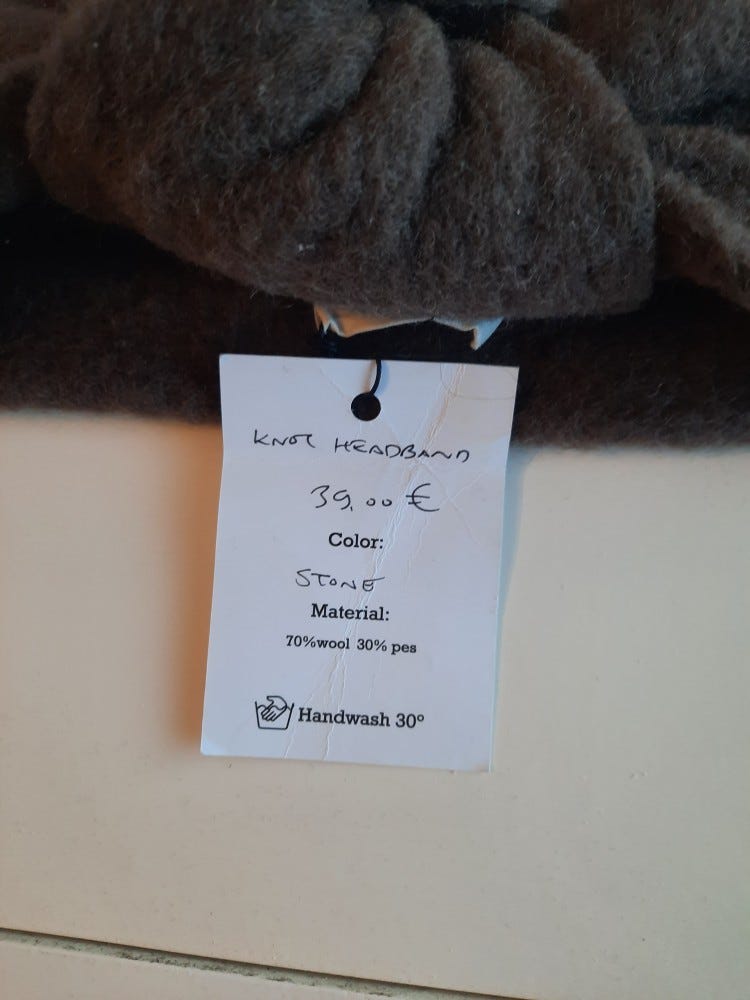 KNOT HEADBAND
39,00 €
Color:
STONE
Material:
70%wool 30% pes
Handwash 30°